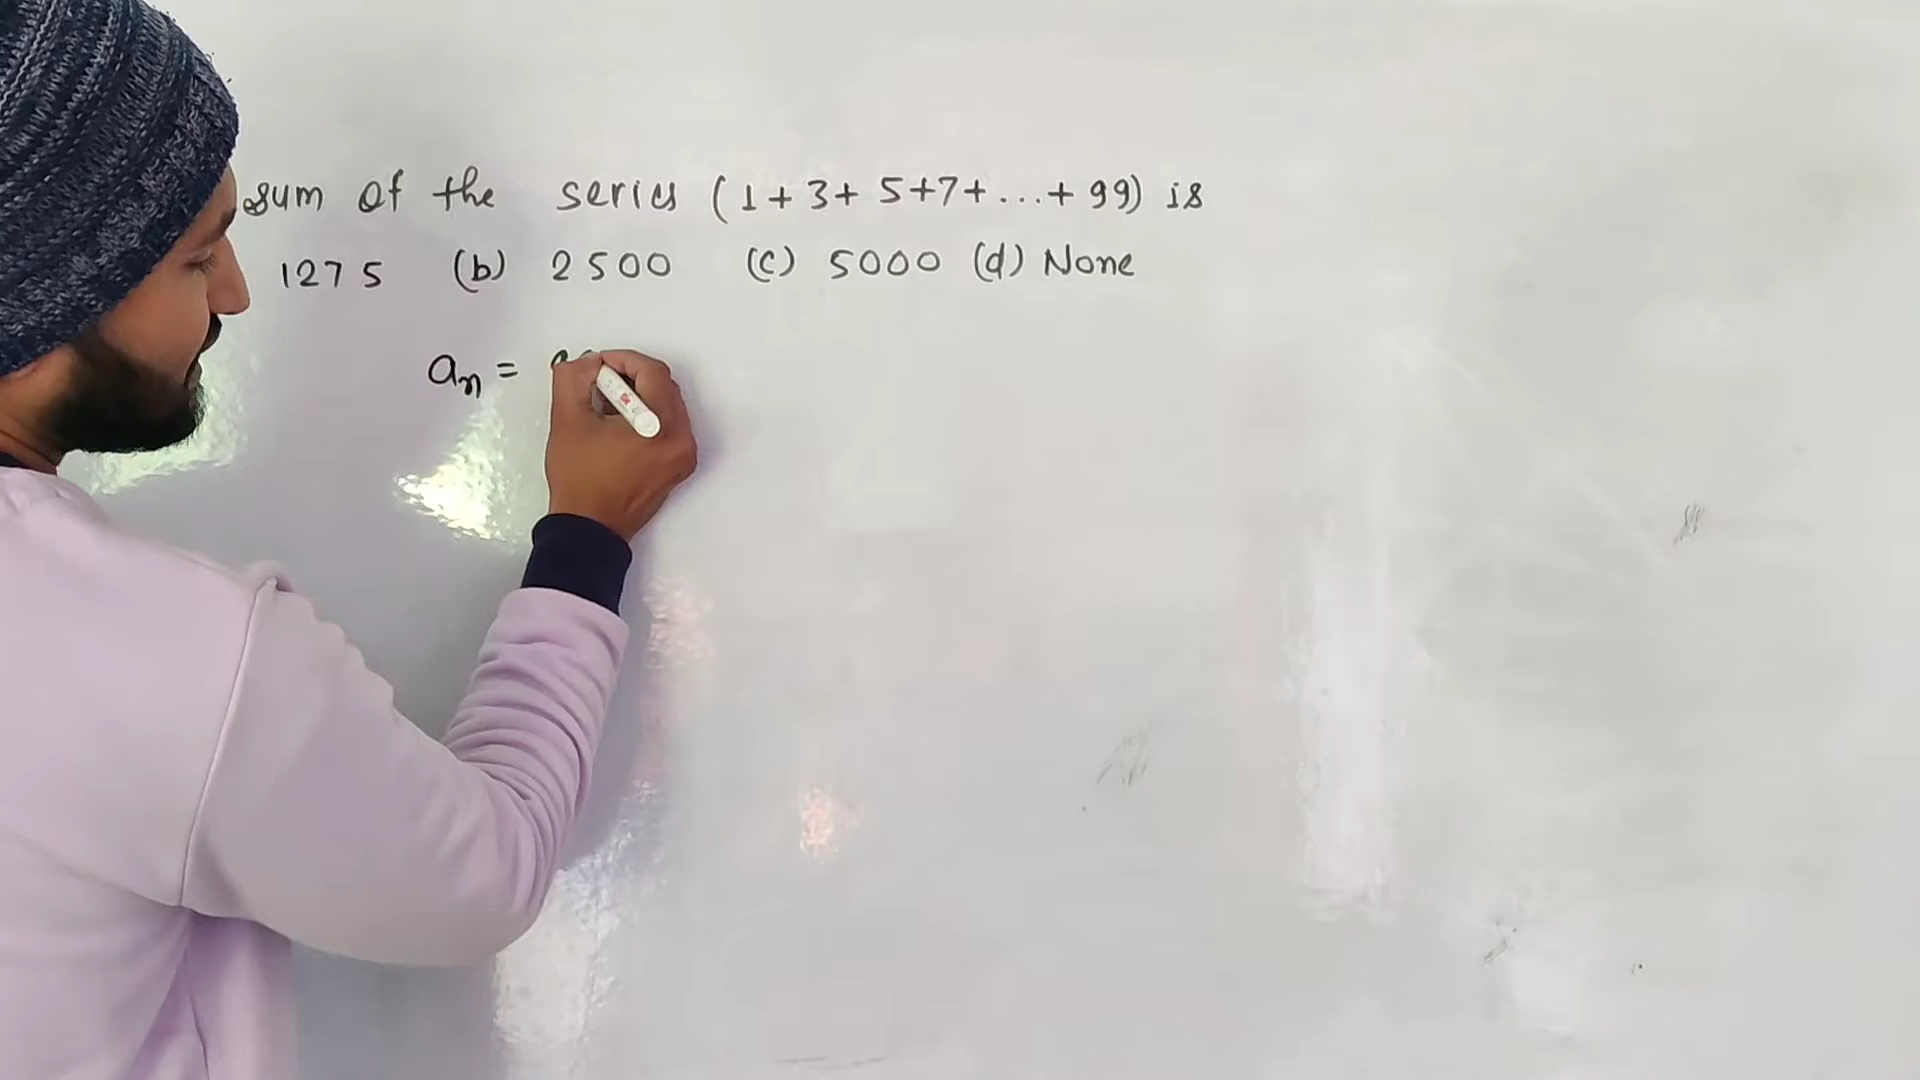 sum of the series (1+3+5+7+...+99) is
1275 (b) 2500 (c) 5000 (d) None
an =